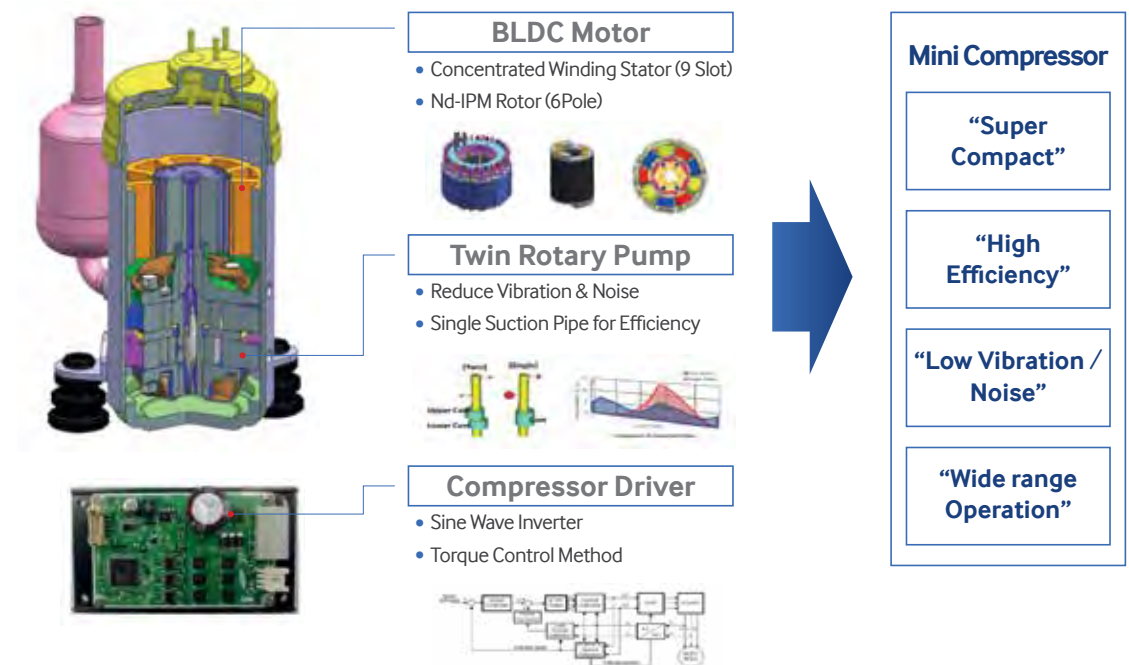 BLDC Motor
• Concentrated Winding Stator (9 Slot)
• Nd-IPM Rotor (6Pole)
Twin Rotary Pump
• Reduce Vibration & Noise
• Single Suction Pipe for Efficiency
Compressor Driver
• Sine Wave Inverter
• Torque Control Method
Mini Compressor
“Super
Compact”
“High
Efficiency”
“Low Vibration /
Noise”
“Wide range
Operation”